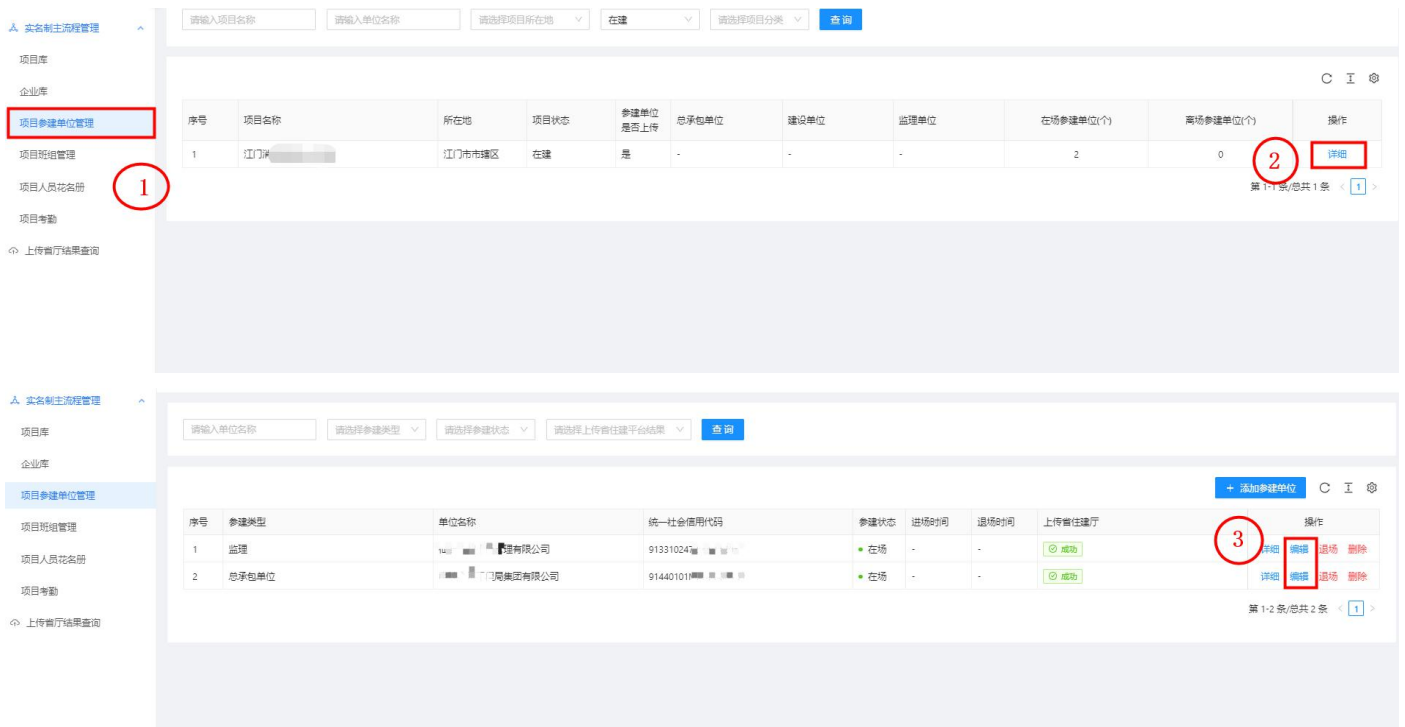 实名制主流程管理
项目库
企业库
项目参建单位管理
项目班组管理
项目人员花名册
项目考勤
上传省厅结果查询
1
请输入项目名称 请输入单位名称 请选择项目所在地 在建 请选择项目分类 查询
序号 项目名称 所在地 项目状态 参建单位是否上传 总承包单位 建设单位 监理单位 在场参建单位(个) 离场参建单位(个) 操作
1 江门 江门市市辖区 在建 是 - - - 2 0 详细
2
第 1-1 条/总共 1 条 < 1 >
实名制主流程管理
项目库
企业库
项目参建单位管理
项目班组管理
项目人员花名册
项目考勤
上传省厅结果查询
请输入单位名称 请选择参建类型 请选择参建状态 请选择上传省住建平台结果 查询
+ 添加参建单位
序号 参建类型 单位名称 统一社会信用代码 参建状态 进场时间 退场时间 上传省住建厅 操作
1 监理 理有限公司 913310247 在场 - - 成功 详细 编辑 退场 删除
2 总承包单位 局集团有限公司 91440101 在场 - - 成功 详细 编辑 退场 删除
3
第 1-2 条/总共 2 条 < 1 >